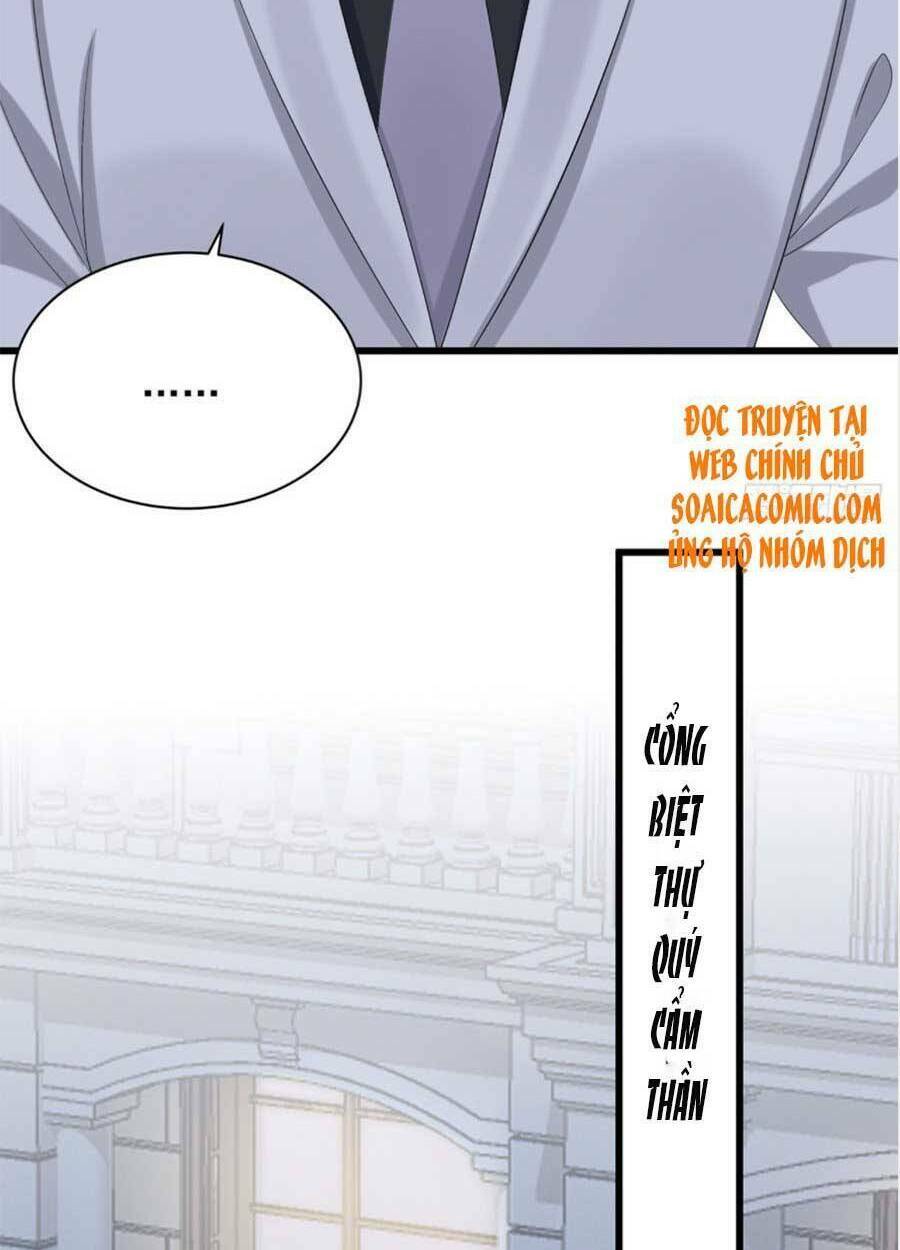 ......
ĐỌC TRUYỆN TẠI
WEB CHÍNH CHỦ
SOAICACOMIC.COM
ỦNG HỘ NHÓM DỊCH
CỔNG
BIỆT
THỰ
QUÝ
CẨM
THẦN